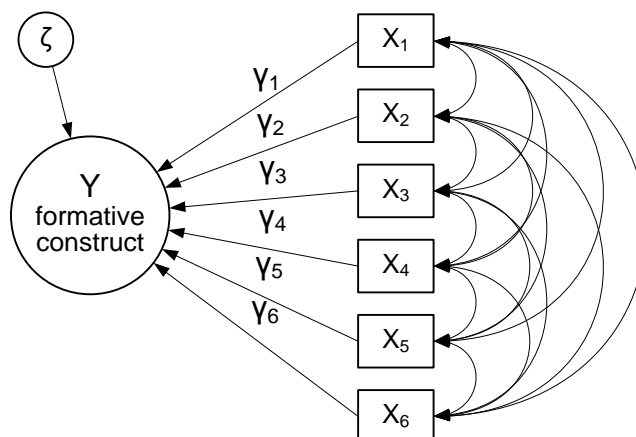 ζ
X₁
γ₁
X₂
γ₂
Y
formative
construct
γ₃
X₃
γ₄
X₄
γ₅
X₅
γ₆
X₆